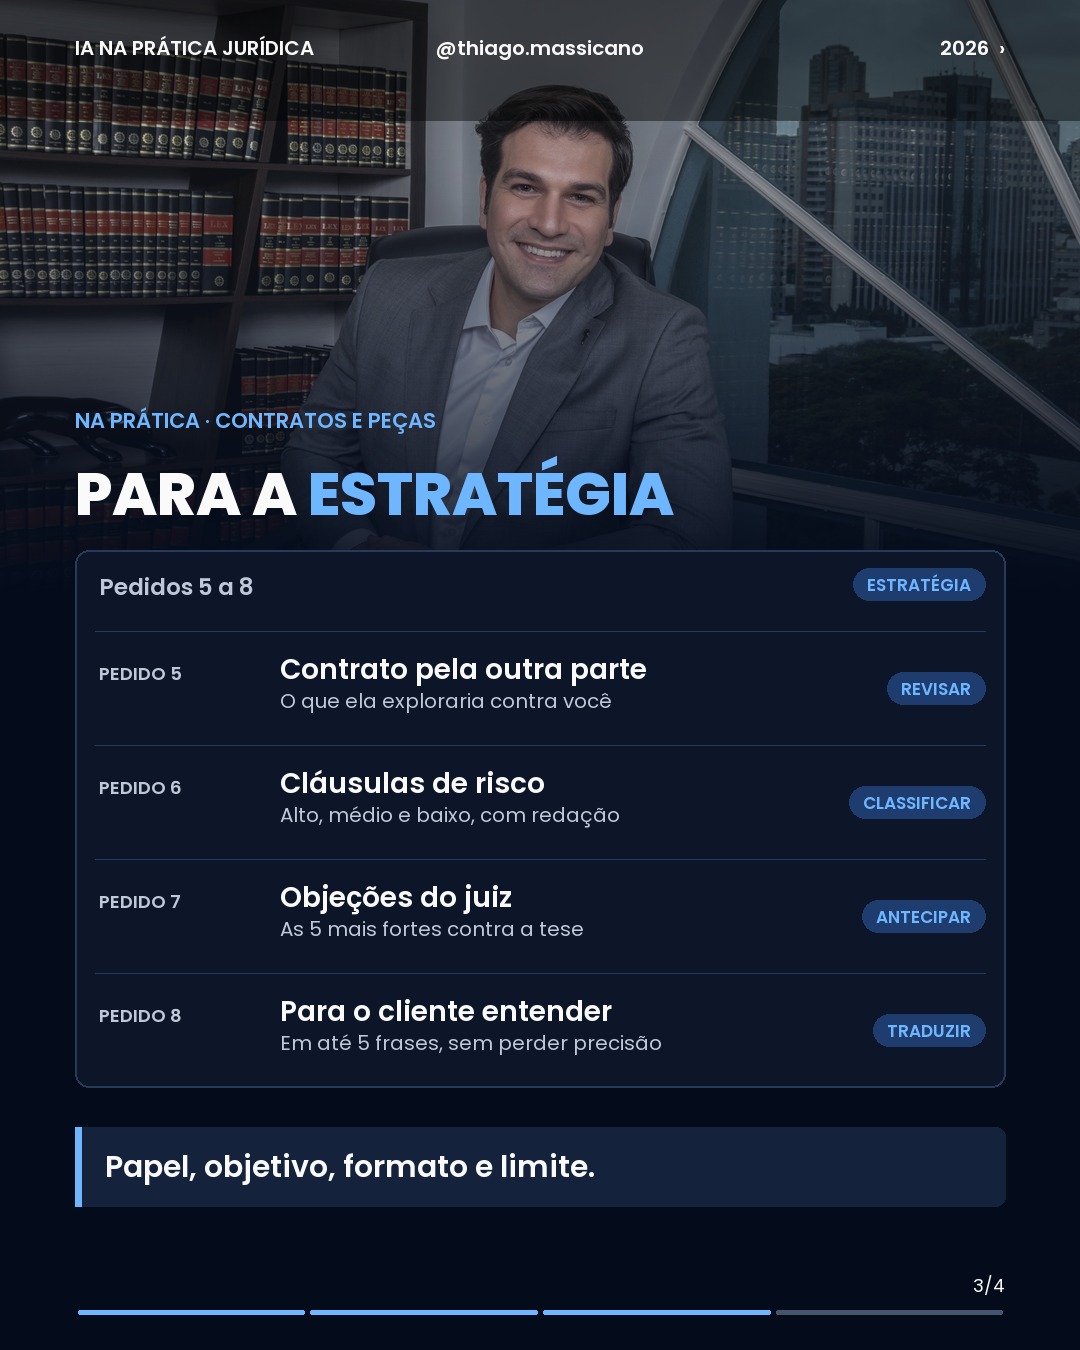 IA NA PRÁTICA JURÍDICA
@thiago.massicano
2026 ›
NA PRÁTICA · CONTRATOS E PEÇAS
PARA A ESTRATÉGIA
Pedidos 5 a 8
ESTRATÉGIA
PEDIDO 5
Contrato pela outra parte
O que ela exploraria contra você
REVISAR
PEDIDO 6
Cláusulas de risco
Alto, médio e baixo, com redação
CLASSIFICAR
PEDIDO 7
Objeções do juiz
As 5 mais fortes contra a tese
ANTECIPAR
PEDIDO 8
Para o cliente entender
Em até 5 frases, sem perder precisão
TRADUZIR
Papel, objetivo, formato e limite.
3/4